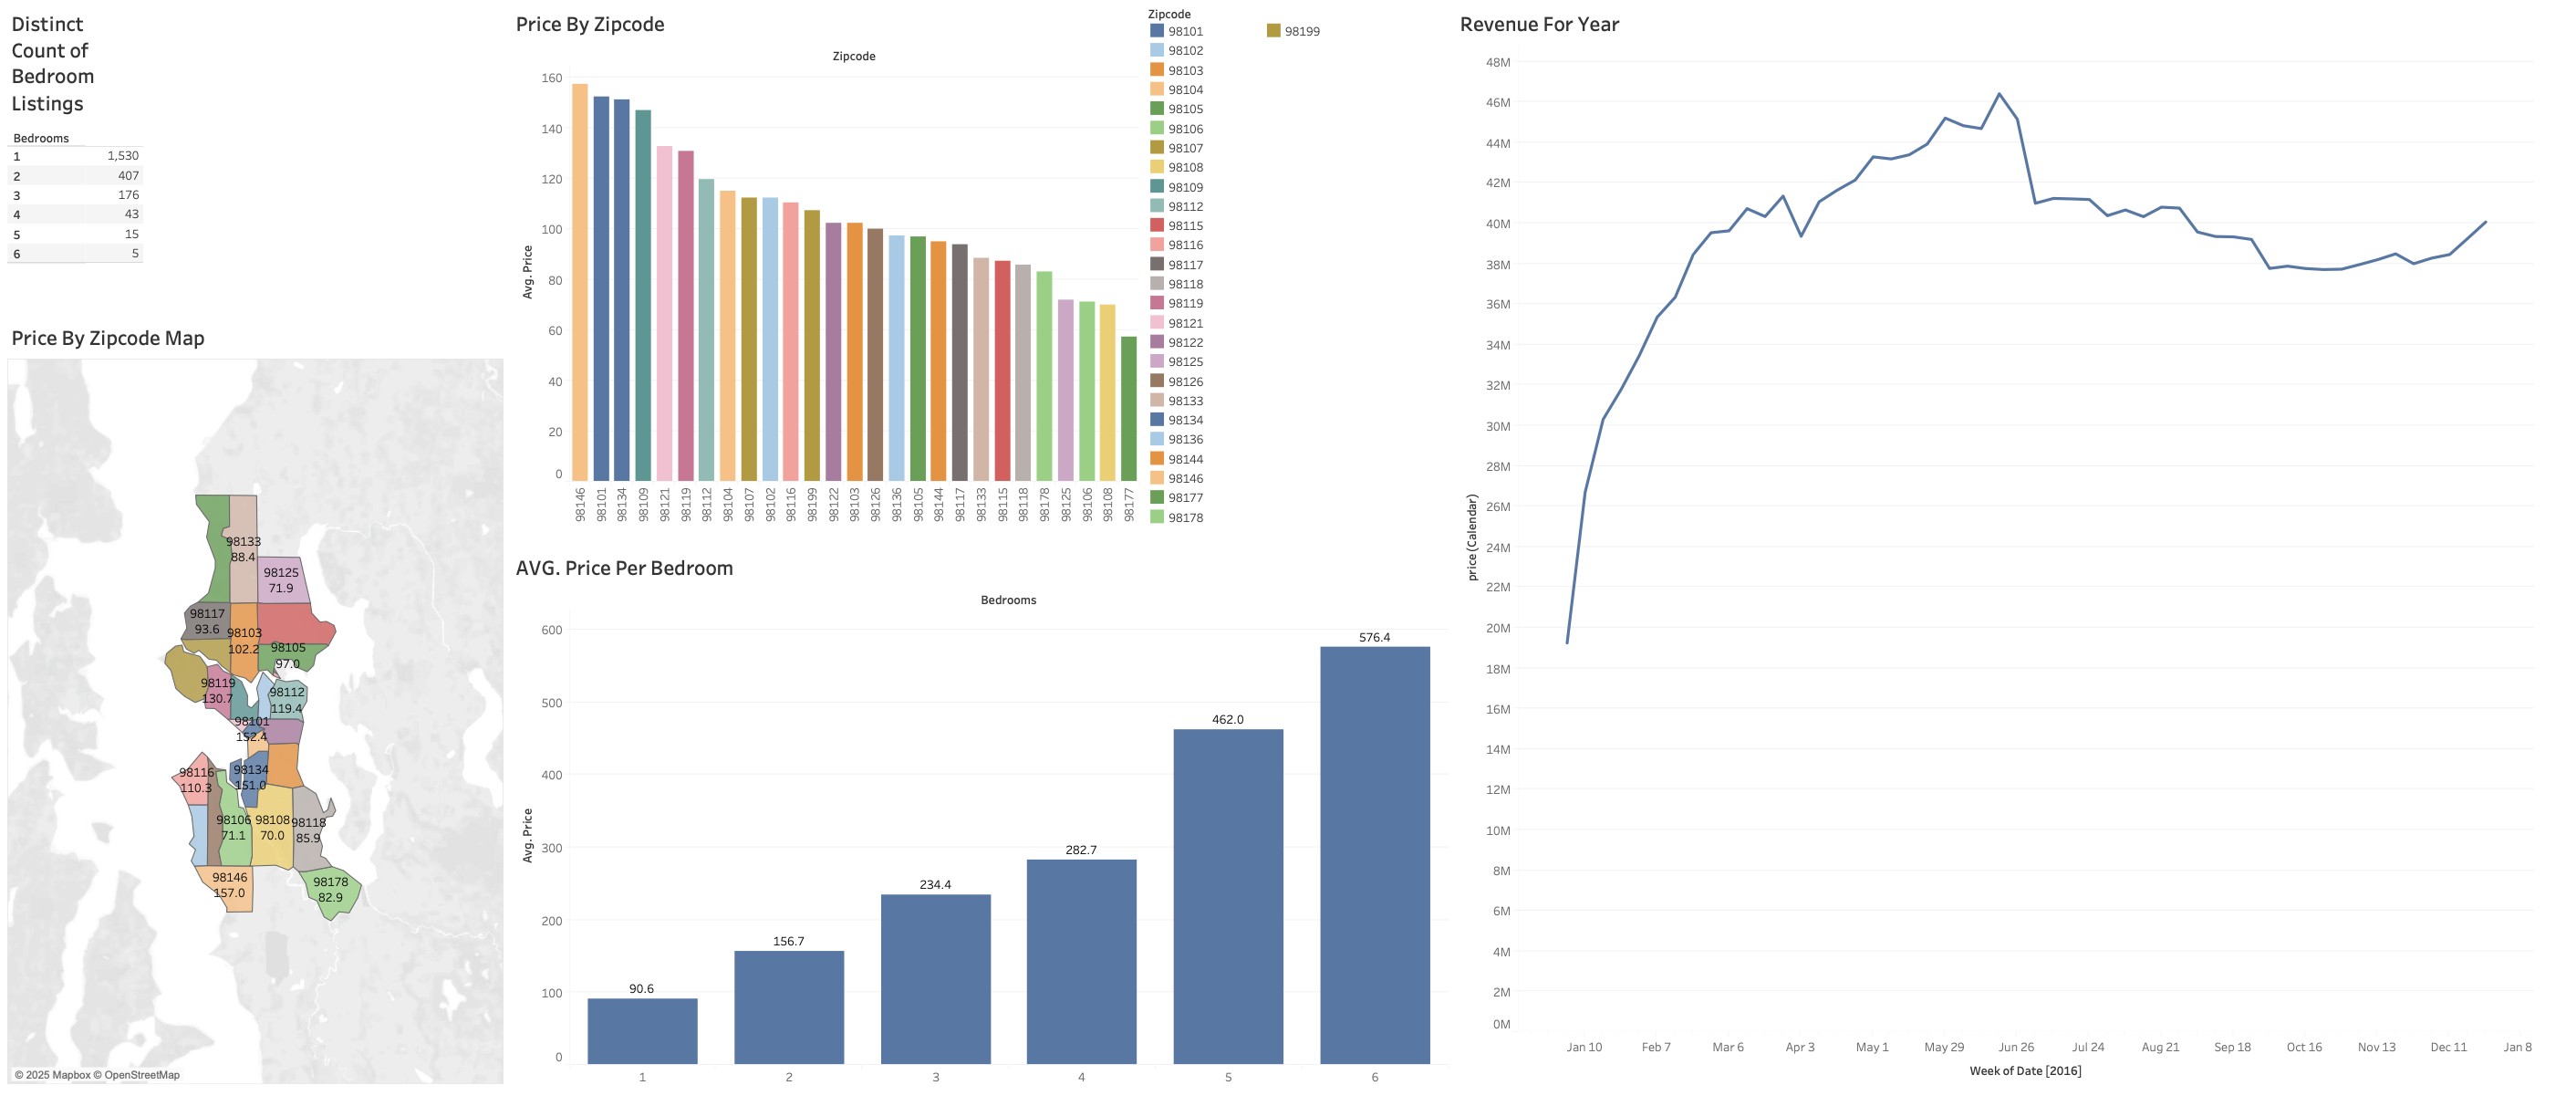 Distinct
Count of
Bedroom
Listings
Bedrooms
1 1,530
2 407
3 176
4 43
5 15
6 5
Price By Zipcode Map
98133
88.4
98125
71.9
98117
93.6
98103
102.2
98105
97.0
98119
130.7
98112
119.4
98101
152.4
98116
110.3
98134
151.0
98106
71.1
98108
70.0
98118
85.9
98146
157.0
98178
82.9
© 2025 Mapbox © OpenStreetMap
Price By Zipcode
Zipcode
Avg. Price
160
140
120
100
80
60
40
20
0
98146 98101 98134 98109 98121 98119 98112 98104 98107 98102 98116 98199 98122 98103 98126 98136 98105 98144 98117 98133 98115 98118 98178 98125 98106 98108 98177
Zipcode
98101
98102
98103
98104
98105
98106
98107
98108
98109
98112
98115
98116
98117
98118
98119
98121
98122
98125
98126
98133
98134
98136
98144
98146
98177
98178
98199
AVG. Price Per Bedroom
Bedrooms
Avg. Price
600
500
400
300
200
100
0
90.6
156.7
234.4
282.7
462.0
576.4
1 2 3 4 5 6
Revenue For Year
price (Calendar)
48M
46M
44M
42M
40M
38M
36M
34M
32M
30M
28M
26M
24M
22M
20M
18M
16M
14M
12M
10M
8M
6M
4M
2M
0M
Jan 10 Feb 7 Mar 6 Apr 3 May 1 May 29 Jun 26 Jul 24 Aug 21 Sep 18 Oct 16 Nov 13 Dec 11 Jan 8
Week of Date [2016]